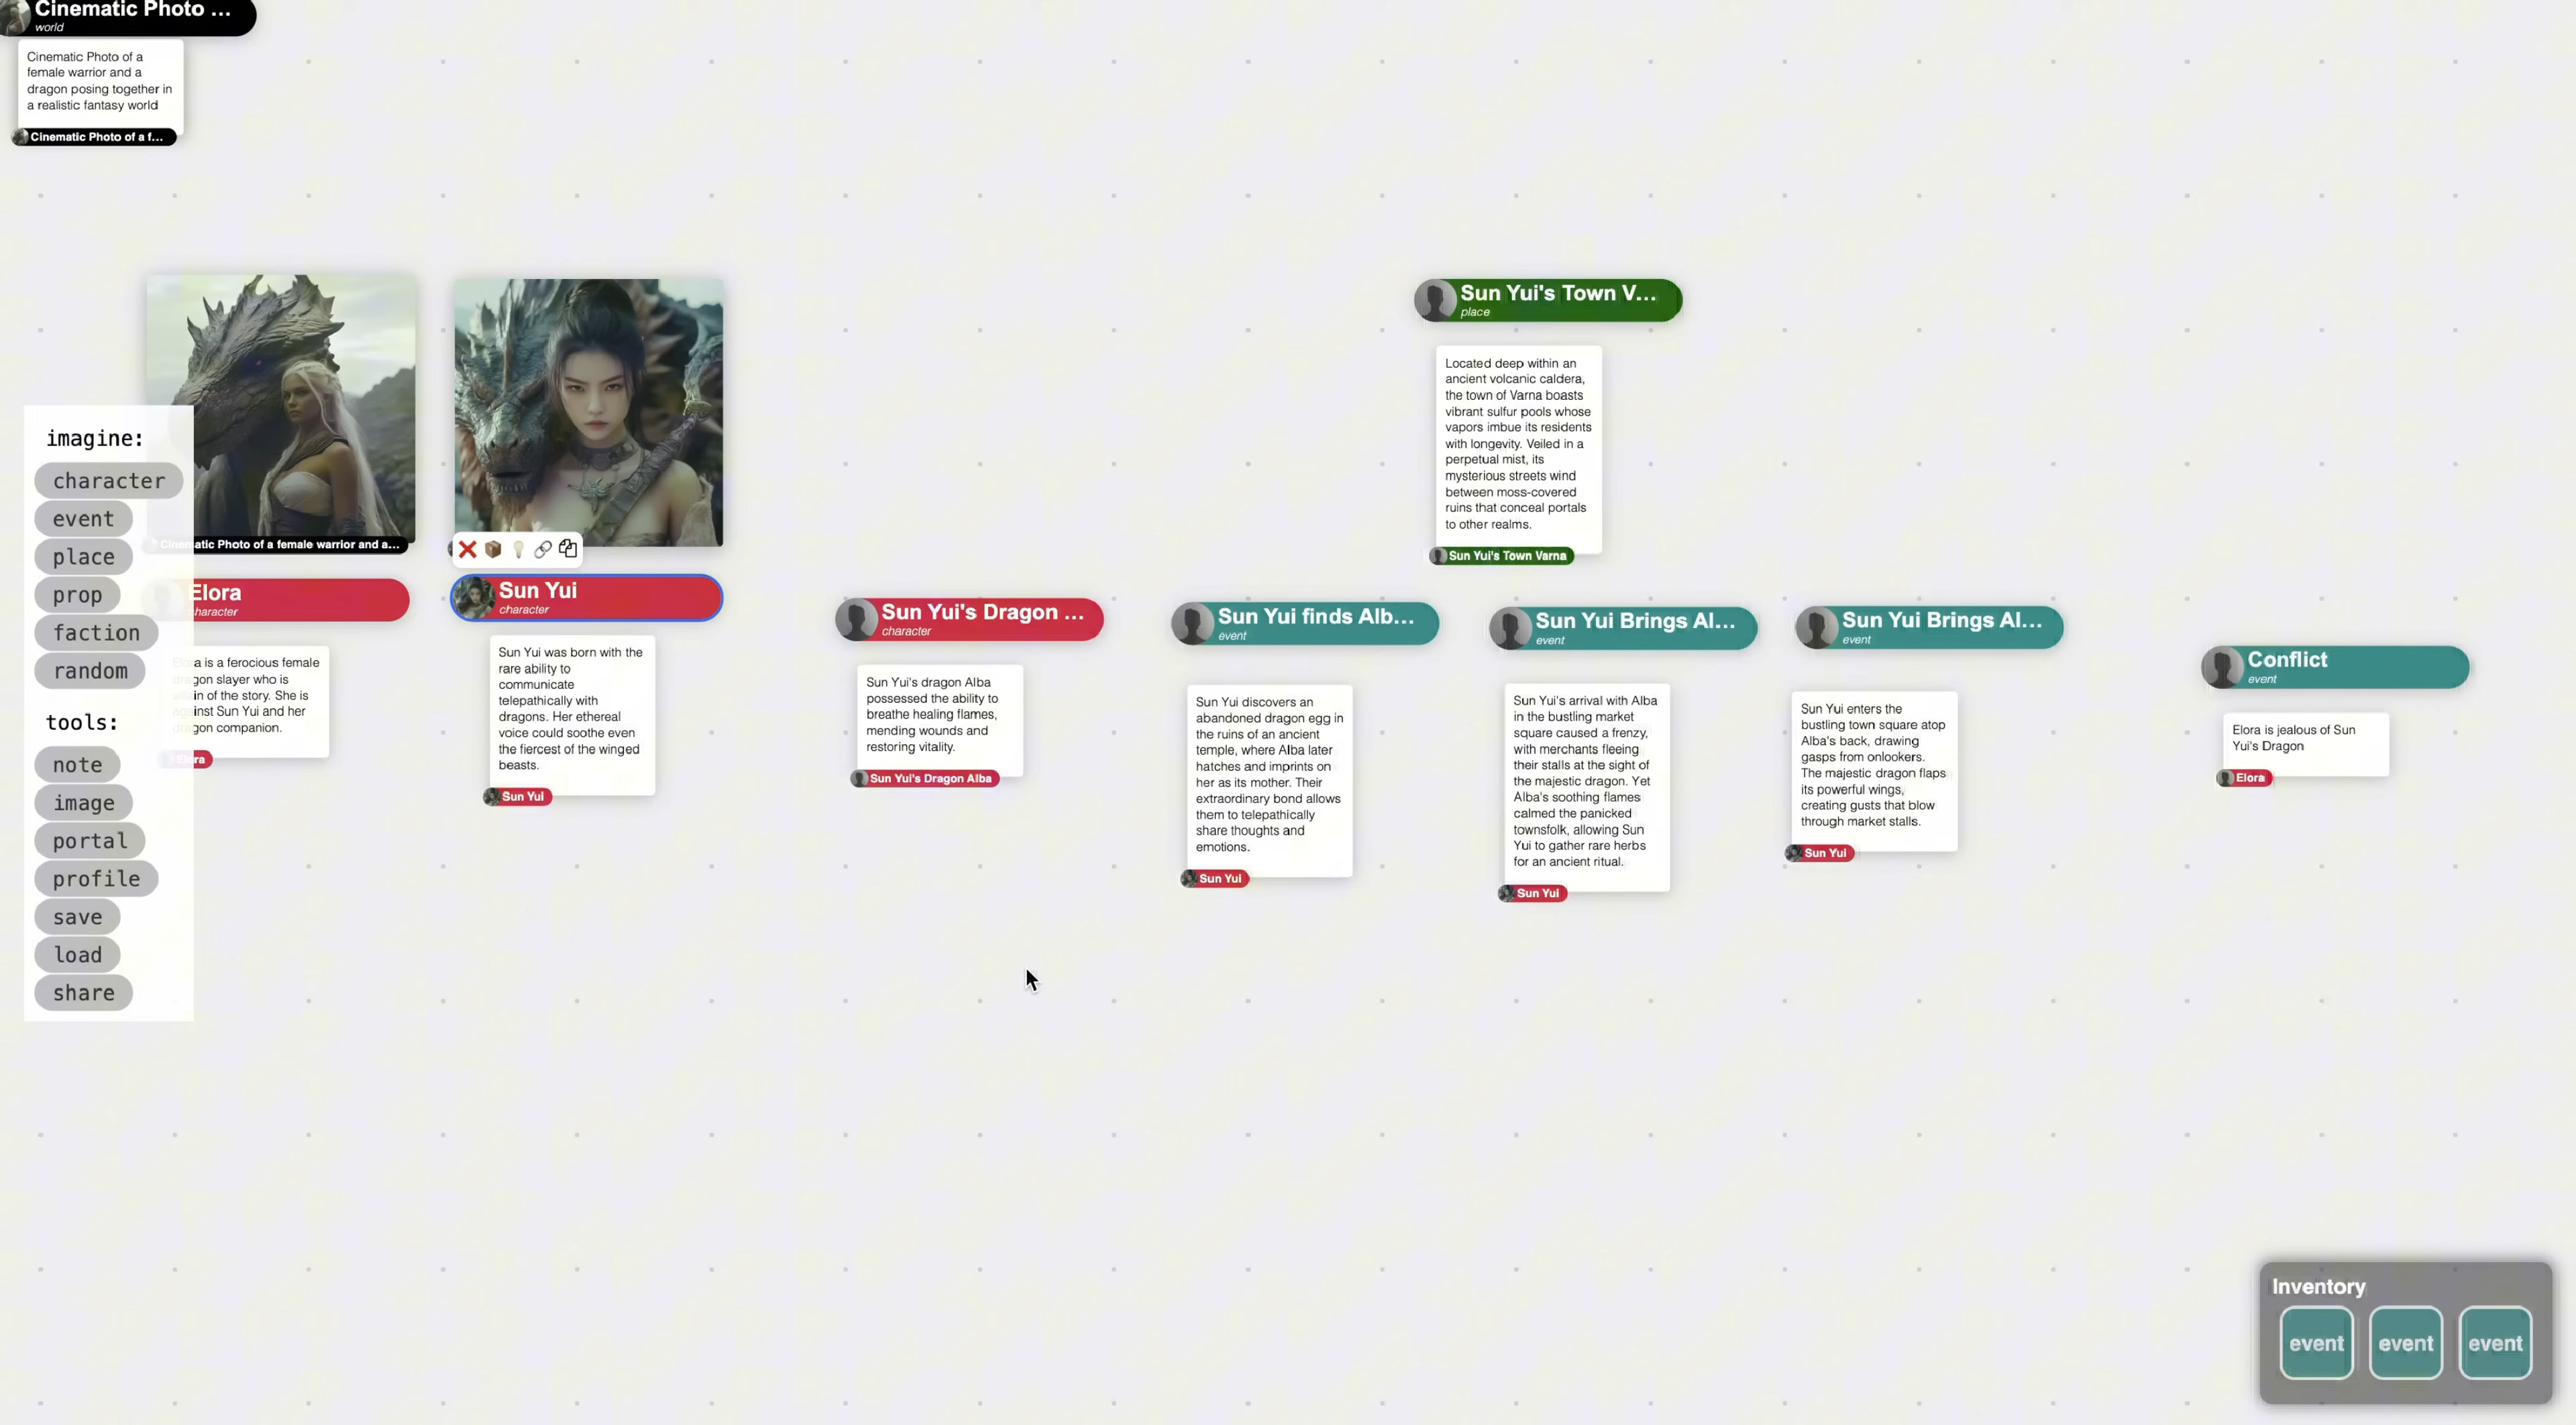 Cinematic Photo ...
world
Cinematic Photo of a
female warrior and a
dragon posing together in
a realistic fantasy world
Cinematic Photo of a f...
imagine:
character
event
place
prop
faction
random
tools:
note
image
portal
profile
save
load
share
Cinematic Photo of a female warrior and a...
Elora
character
Elora is a ferocious female
dragon slayer who is
villain of the story. She is
against Sun Yui and her
dragon companion.
Elora
Sun Yui
character
Sun Yui was born with the
rare ability to
communicate
telepathically with
dragons. Her ethereal
voice could soothe even
the fiercest of the winged
beasts.
Sun Yui
Sun Yui's Dragon ...
character
Sun Yui's dragon Alba
possessed the ability to
breathe healing flames,
mending wounds and
restoring vitality.
Sun Yui's Dragon Alba
Sun Yui's Town V...
place
Located deep within an
ancient volcanic caldera,
the town of Varna boasts
vibrant sulfur pools whose
vapors imbue its residents
with longevity. Veiled in a
perpetual mist, its
mysterious streets wind
between moss-covered
ruins that conceal portals
to other realms.
Sun Yui's Town Varna
Sun Yui finds Alb...
event
Sun Yui discovers an
abandoned dragon egg in
the ruins of an ancient
temple, where Alba later
hatches and imprints on
her as its mother. Their
extraordinary bond allows
them to telepathically
share thoughts and
emotions.
Sun Yui
Sun Yui Brings Al...
event
Sun Yui's arrival with Alba
in the bustling market
square caused a frenzy,
with merchants fleeing
their stalls at the sight of
the majestic dragon. Yet
Alba's soothing flames
calmed the panicked
townsfolk, allowing Sun
Yui to gather rare herbs
for an ancient ritual.
Sun Yui
Sun Yui Brings Al...
event
Sun Yui enters the
bustling town square atop
Alba's back, drawing
gasps from onlookers.
The majestic dragon flaps
its powerful wings,
creating gusts that blow
through market stalls.
Sun Yui
Conflict
event
Elora is jealous of Sun
Yui's Dragon
Elora
Inventory
event
event
event